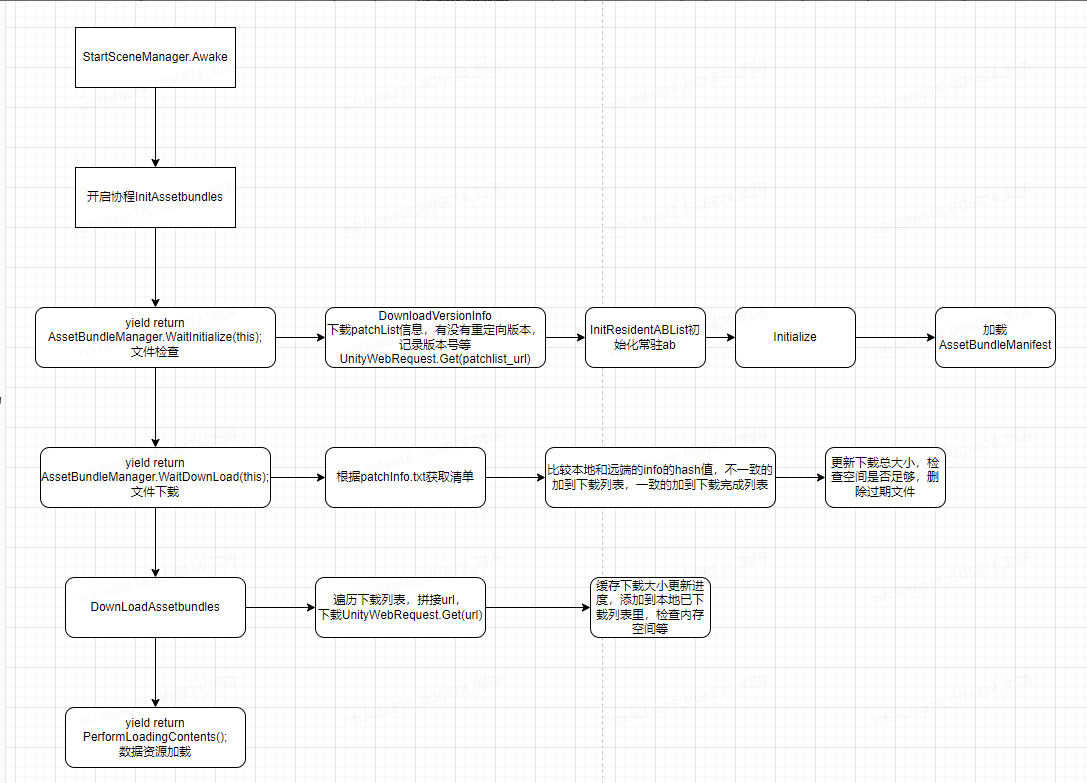 StartSceneManager.Awake
开启协程InitAssetbundles
yield return
AssetBundleManager.WaitInitialize(this);
文件检查
DownloadVersionInfo
下载patchList信息，有没有重定向版本，
记录版本号等
UnityWebRequest.Get(patchlist_url)
InitResidentABList初
始化常驻ab
Initialize
加载
AssetBundleManifest
yield return
AssetBundleManager.WaitDownLoad(this);
文件下载
根据patchInfo.txt获取清单
比较本地和远端的info的hash值，不一致的
加到下载列表，一致的加到下载完成列表
更新下载总大小，检
查空间是否足够，删
除过期文件
DownLoadAssetbundles
遍历下载列表，拼接url，
下载UnityWebRequest.Get(url)
缓存下载大小更新进
度，添加到本地已下
载列表里，检查内存
空间等
yield return
PerformLoadingContents();
数据资源加载